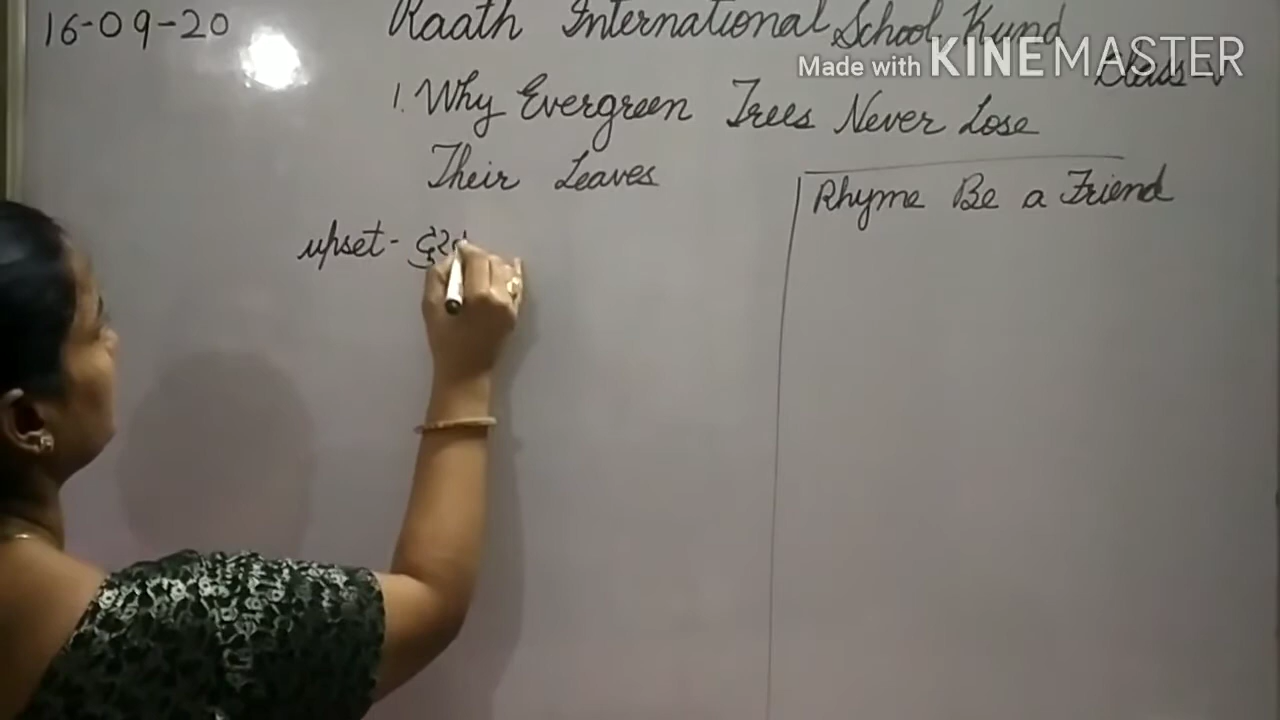 16-09-20
Raath International School, Kund
Made with KINEMASTER
Class-V
1. Why Evergreen Trees Never Lose
Their Leaves
Rhyme Be a Friend
upset-